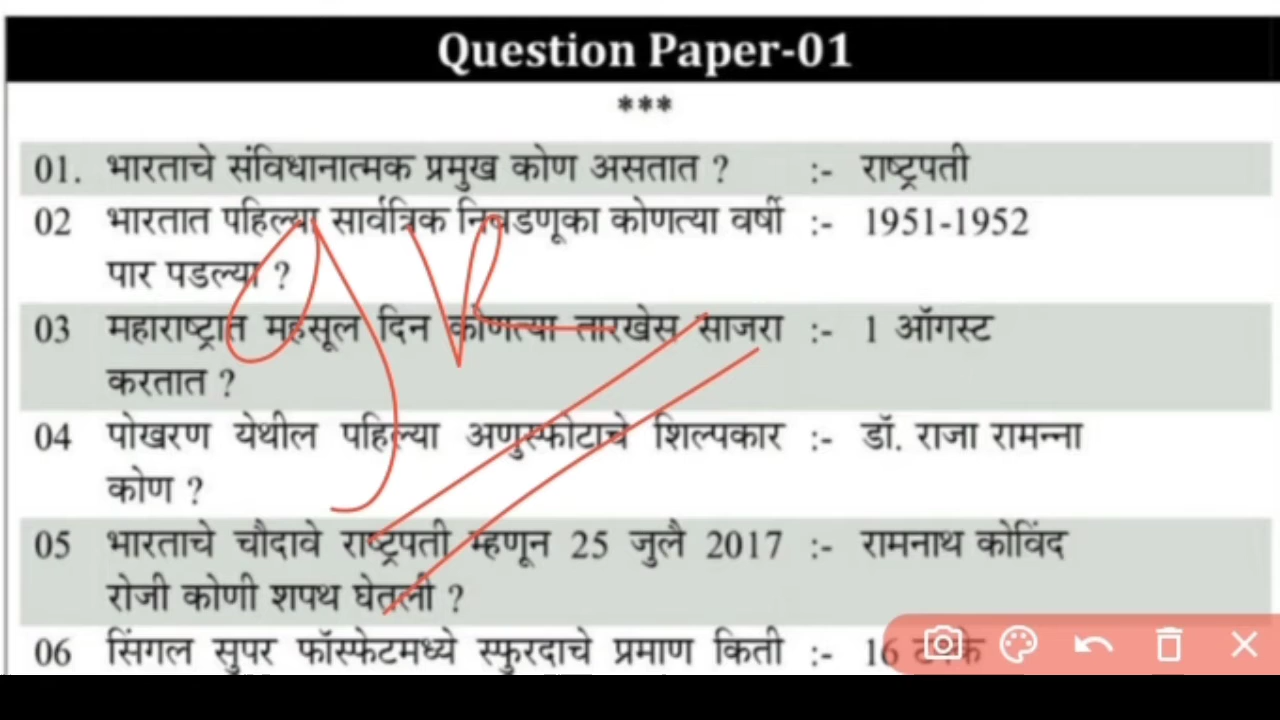 Question Paper-01
***
01. भारताचे संविधानात्मक प्रमुख कोण असतात ? :- राष्ट्रपती
02 भारतात पहिल्या सार्वत्रिक निवडणूका कोणत्या वर्षी :- 1951-1952
पार पडल्या ?
03 महाराष्ट्रात महसूल दिन कोणत्या तारखेस साजरा :- 1 ऑगस्ट
करतात ?
04 पोखरण येथील पहिल्या अणुस्फोटाचे शिल्पकार :- डॉ. राजा रामन्ना
कोण ?
05 भारताचे चौदावे राष्ट्रपती म्हणून 25 जुलै 2017 :- रामनाथ कोविंद
रोजी कोणी शपथ घेतली ?
06 सिंगल सुपर फॉस्फेटमध्ये स्फुरदाचे प्रमाण किती :- 16 टक्के
gk